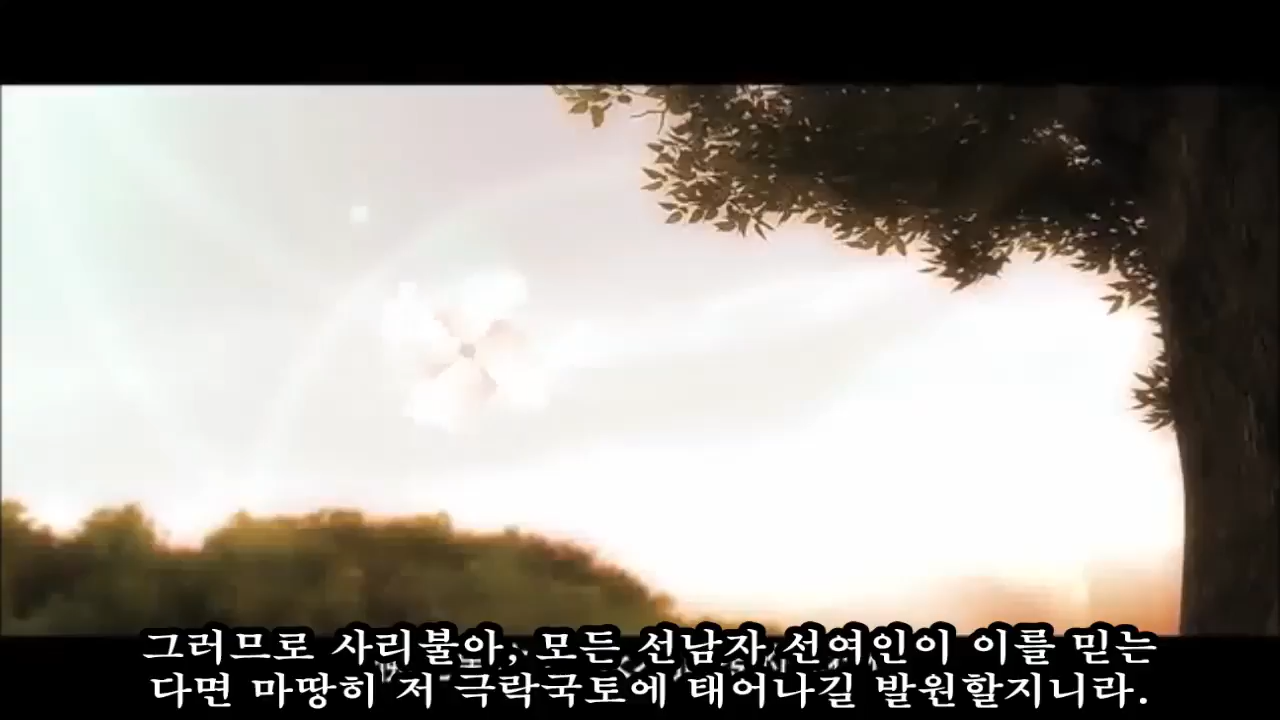 그러므로 사리불아, 모든 선남자 선여인이 이를 믿는
다면 마땅히 저 극락국토에 태어나길 발원할지니라.